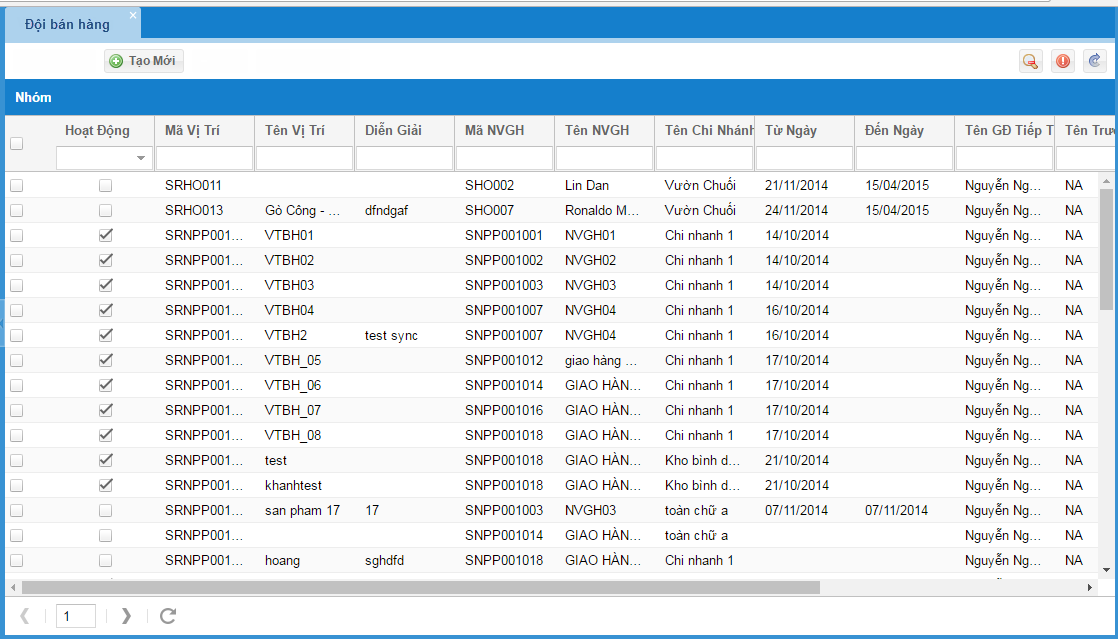 Đội bán hàng
Tạo Mới
Nhóm
Hoạt Động Mã Vị Trí Tên Vị Trí Diễn Giải Mã NVGH Tên NVGH Tên Chi Nhánh Từ Ngày Đến Ngày Tên GĐ Tiếp T Tên Trư
SRHO011 SHO002 Lin Dan Vườn Chuối 21/11/2014 15/04/2015 Nguyễn Ng... NA
SRHO013 Gò Công - ... dfndgaf SHO007 Ronaldo M... Vườn Chuối 24/11/2014 15/04/2015 Nguyễn Ng... NA
SRNPP001... VTBH01 SNPP001001 NVGH01 Chi nhanh 1 14/10/2014 Nguyễn Ng... NA
SRNPP001... VTBH02 SNPP001002 NVGH02 Chi nhanh 1 14/10/2014 Nguyễn Ng... NA
SRNPP001... VTBH03 SNPP001003 NVGH03 Chi nhanh 1 14/10/2014 Nguyễn Ng... NA
SRNPP001... VTBH04 SNPP001007 NVGH04 Chi nhanh 1 16/10/2014 Nguyễn Ng... NA
SRNPP001... VTBH2 test sync SNPP001007 NVGH04 Chi nhanh 1 16/10/2014 Nguyễn Ng... NA
SRNPP001... VTBH_05 SNPP001012 giao hàng ... Chi nhanh 1 17/10/2014 Nguyễn Ng... NA
SRNPP001... VTBH_06 SNPP001014 GIAO HÀN... Chi nhanh 1 17/10/2014 Nguyễn Ng... NA
SRNPP001... VTBH_07 SNPP001016 GIAO HÀN... Chi nhanh 1 17/10/2014 Nguyễn Ng... NA
SRNPP001... VTBH_08 SNPP001018 GIAO HÀN... Chi nhanh 1 17/10/2014 Nguyễn Ng... NA
SRNPP001... test SNPP001018 GIAO HÀN... Kho bình d... 21/10/2014 Nguyễn Ng... NA
SRNPP001... khanhtest SNPP001018 GIAO HÀN... Kho bình d... 21/10/2014 Nguyễn Ng... NA
SRNPP001... san pham 17 17 SNPP001003 NVGH03 toàn chữ a 07/11/2014 07/11/2014 Nguyễn Ng... NA
SRNPP001... SNPP001014 GIAO HÀN... toàn chữ a Nguyễn Ng... NA
SRNPP001... hoang sghdfd SNPP001018 GIAO HÀN... Chi nhanh 1 Nguyễn Ng... NA
1